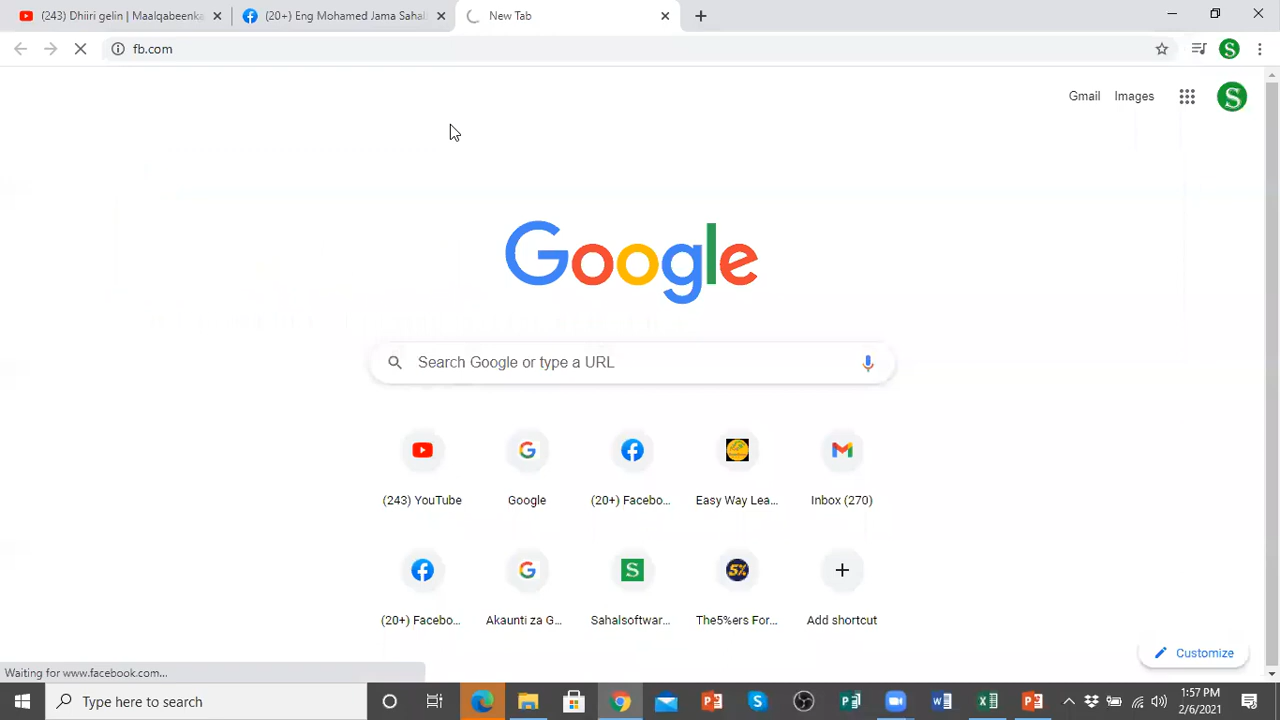 (243) Dhiiri gelin | Maalqabeenka
(20+) Eng Mohamed Jama Sahal
New Tab
fb.com
S
Gmail
Images
S
Google
Search Google or type a URL
(243) YouTube
Google
(20+) Facebo...
Easy Way Lea...
Inbox (270)
S
5%
(20+) Facebo...
Akaunti za G...
Sahalsoftwar...
The5%ers For...
Add shortcut
Customize
Waiting for www.facebook.com...
Type here to search
1:57 PM
2/6/2021